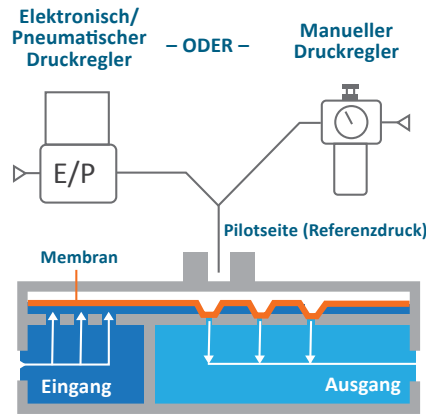 Elektronisch/
Pneumatischer
Druckregler
– ODER –
Manueller
Druckregler
E/P
Pilotseite (Referenzdruck)
Membran
Eingang
Ausgang